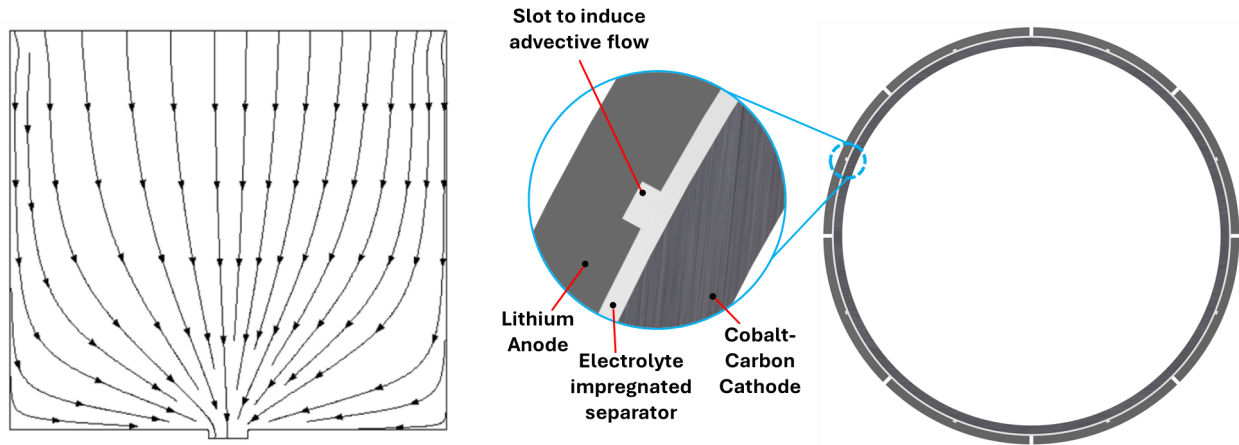 Slot to induce
advective flow
Lithium
Anode
Electrolyte
impregnated
separator
Cobalt-
Carbon
Cathode